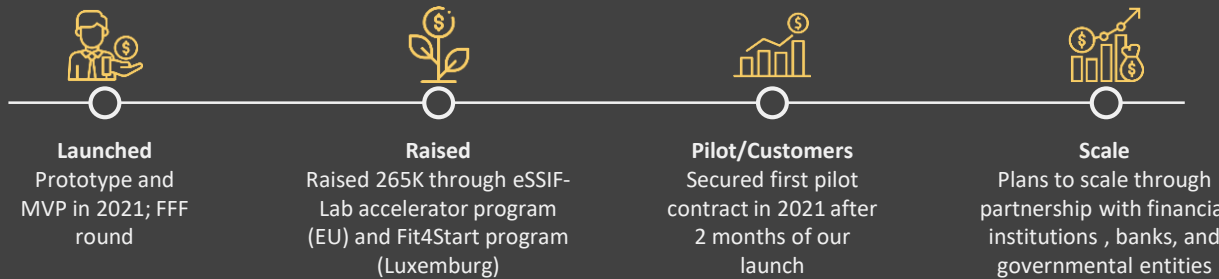 Launched
Prototype and
MVP in 2021; FFF
round
Raised
Raised 265K through eSSIF-
Lab accelerator program
(EU) and Fit4Start program
(Luxemburg)
Pilot/Customers
Secured first pilot
contract in 2021 after
2 months of our
launch
Scale
Plans to scale through
partnership with financia
institutions , banks, and
governmental entities